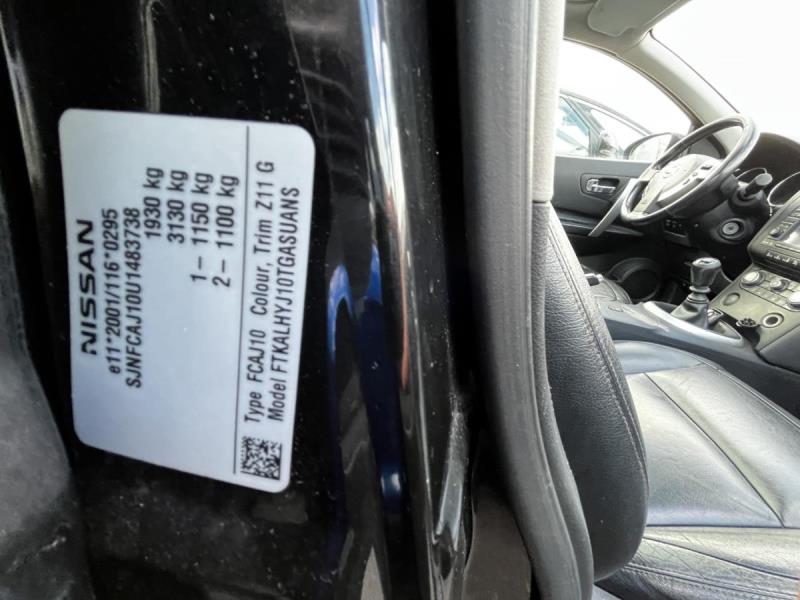 NISSAN
e11*2001/116*0295
SJNFCAJ10U1483738
1930 kg
3130 kg
1 – 1150 kg
2 – 1100 kg
Type FCAJ10 Colour, Trim Z11 G
Model FTKALHYJ10TGASUANS